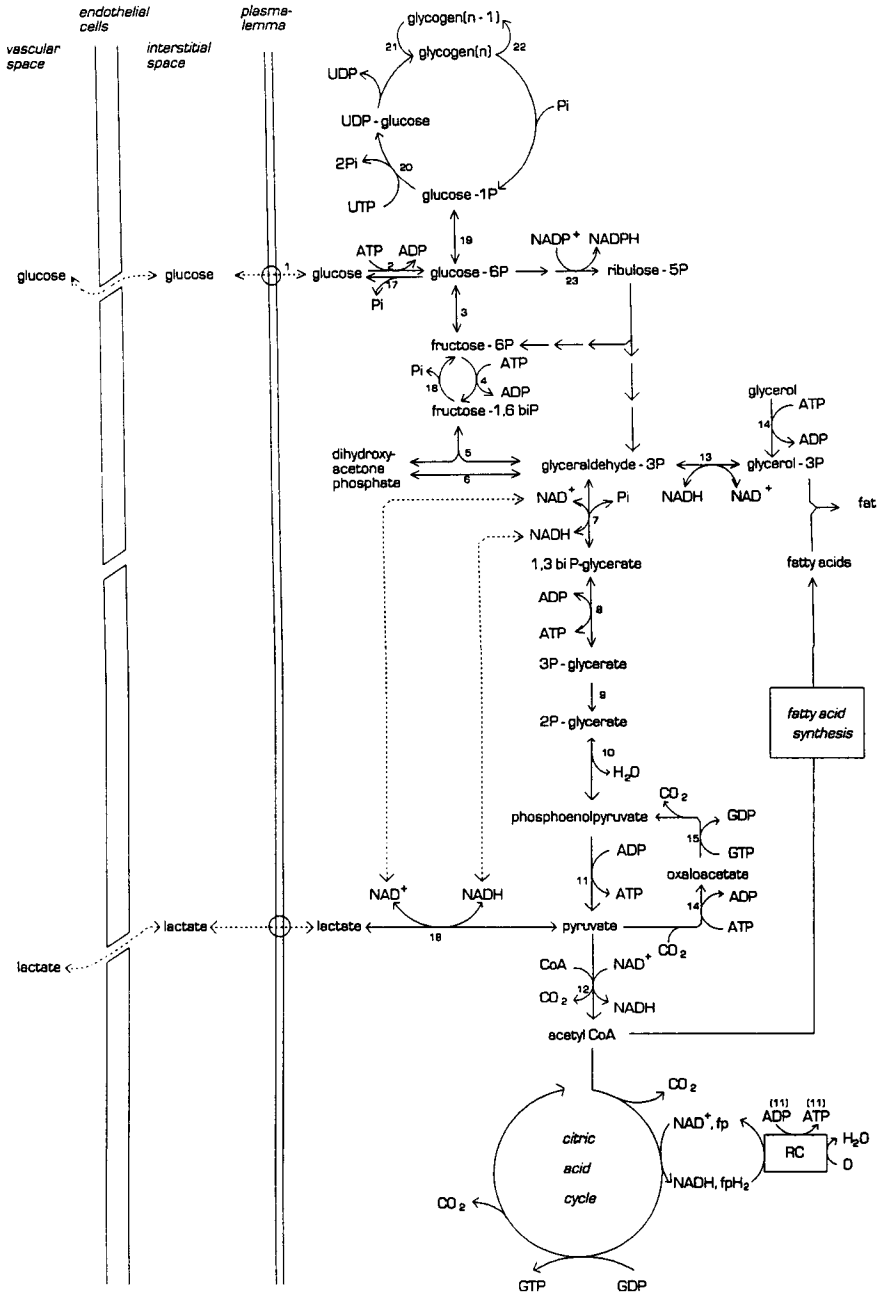 endothelial
cells
plasma-
lemma
vascular
space
interstitial
space
glycogen(n - 1)
21
22
glycogen(n)
UDP
UDP - glucose
Pi
2Pi
20
UTP
glucose - 1P
19
NADP+ NADPH
ATP ADP
glucose
glucose
1
glucose
2
17
Pi
glucose - 6P
23
ribulose - 5P
3
fructose - 6P
Pi
18
4
ATP
ADP
fructose - 1,6 biP
glycerol
14
ATP
ADP
dihydroxy-
acetone
phosphate
5
6
glyceraldehyde - 3P
13
glycerol - 3P
NADH NAD+
fat
NAD+
Pi
7
NADH
1,3 bi P-glycerate
fatty acids
ADP
8
ATP
3P - glycerate
9
2P - glycerate
fatty acid
synthesis
10
H2O
CO2
phosphoenolpyruvate
GDP
15
GTP
ADP
11
ATP
oxaloacetate
NAD+
NADH
ADP
14
ATP
lactate
lactate
18
pyruvate
CO2
lactate
CoA
NAD+
12
CO2
NADH
acetyl CoA
CO2
citric
acid
cycle
NAD+, fp
NADH, fpH2
(11)
ADP
(11)
ATP
RC
H2O
O
CO2
GTP
GDP